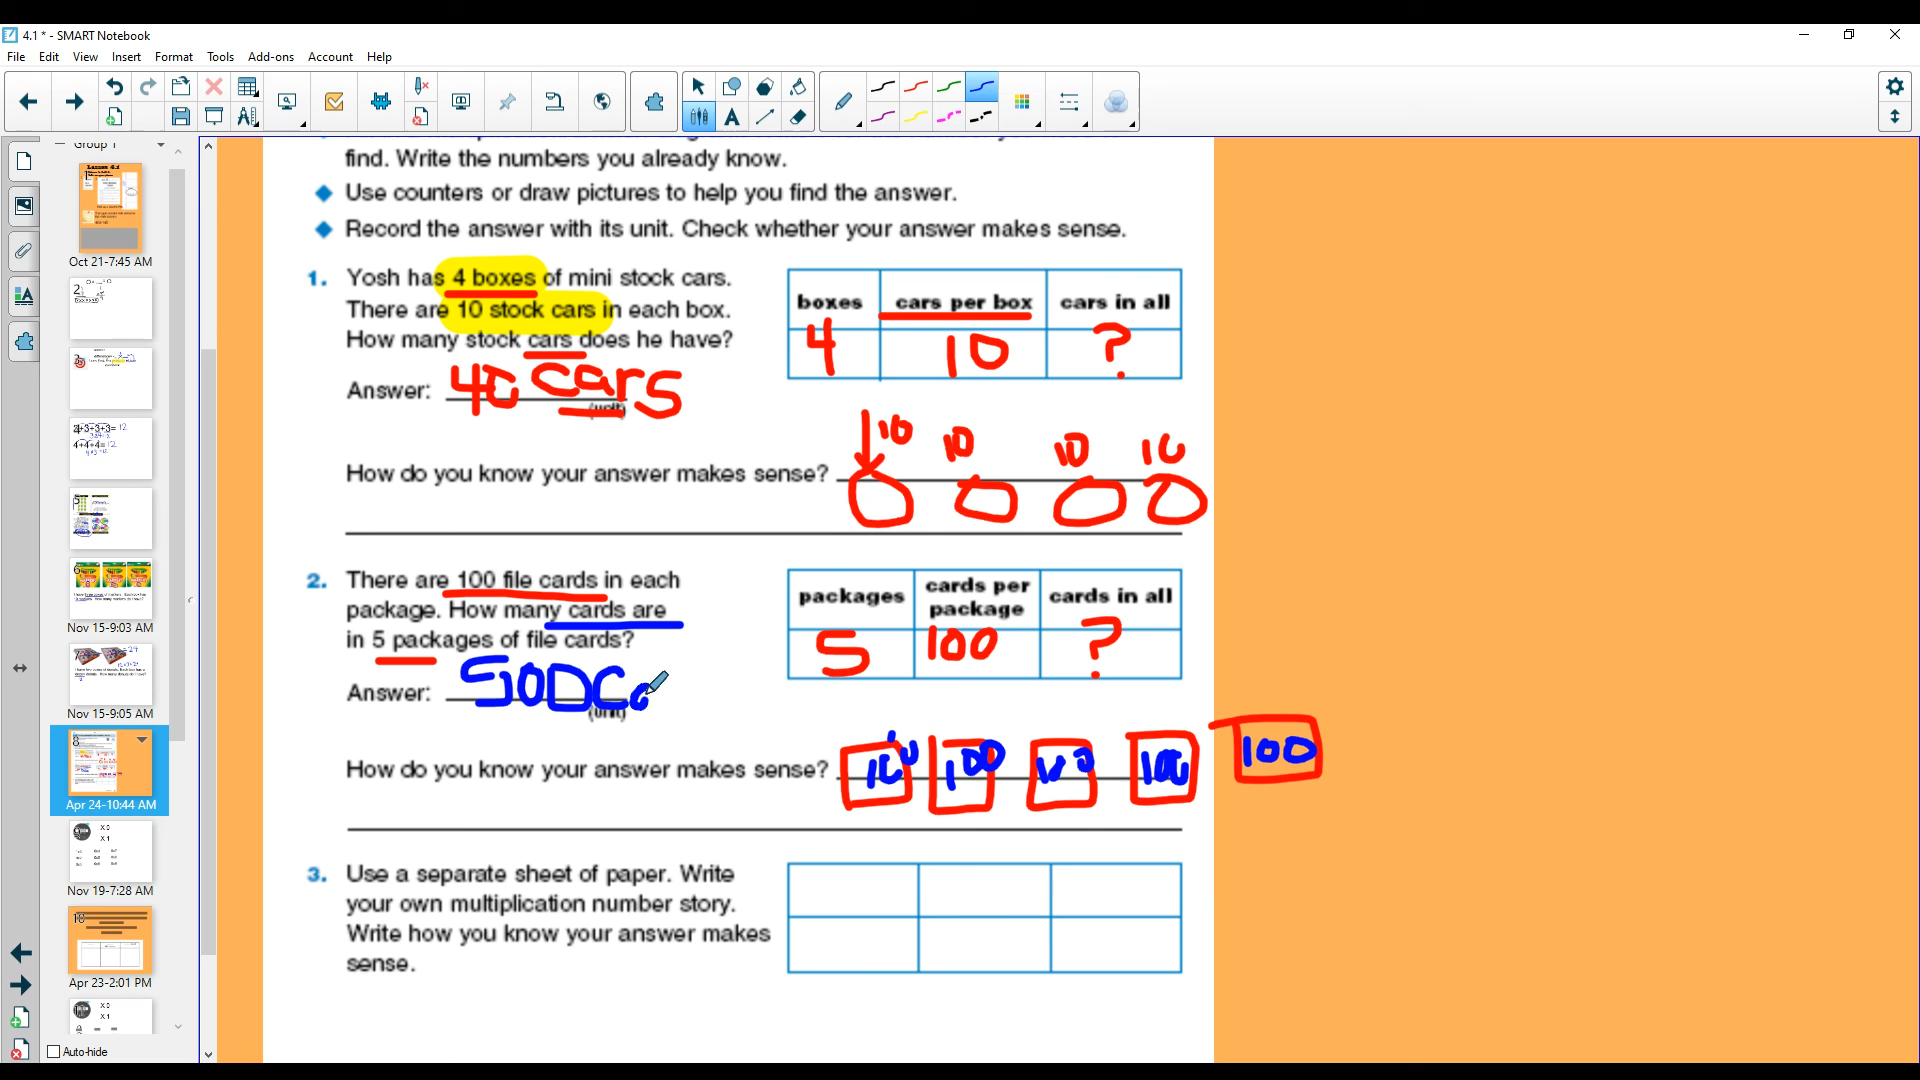 4.1 * - SMART Notebook
File Edit View Insert Format Tools Add-ons Account Help
Group 1
Oct 21-7:45 AM
Nov 15-9:03 AM
Nov 15-9:05 AM
Apr 24-10:44 AM
Nov 19-7:28 AM
Apr 23-2:01 PM
Auto-hide
find. Write the numbers you already know.
Use counters or draw pictures to help you find the answer.
Record the answer with its unit. Check whether your answer makes sense.
1. Yosh has 4 boxes of mini stock cars.
There are 10 stock cars in each box.
How many stock cars does he have?
Answer: 40 cars
(unit)
boxes cars per box cars in all
4 10 ?
10 10 10 10
How do you know your answer makes sense?
2. There are 100 file cards in each
package. How many cards are
in 5 packages of file cards?
Answer: 500 Ca
(unit)
packages cards per package cards in all
5 100 ?
How do you know your answer makes sense?
100 100 100 100 100
3. Use a separate sheet of paper. Write
your own multiplication number story.
Write how you know your answer makes
sense.